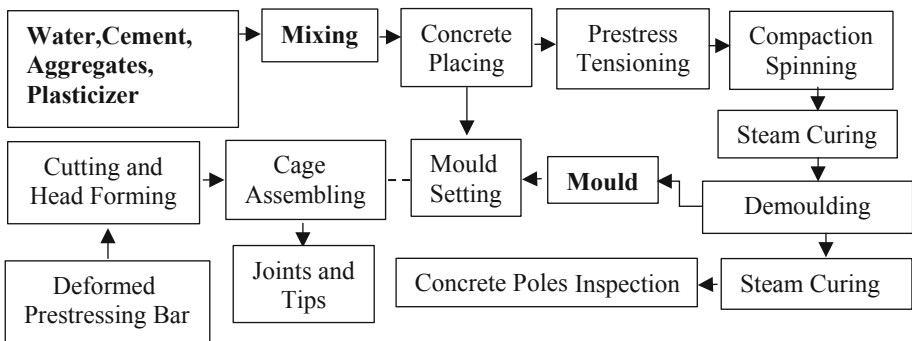 Water,Cement,
Aggregates,
Plasticizer
Mixing
Concrete
Placing
Prestress
Tensioning
Compaction
Spinning
Steam Curing
Cutting and
Head Forming
Cage
Assembling
Mould
Setting
Mould
Demoulding
Deformed
Prestressing Bar
Joints and
Tips
Concrete Poles Inspection
Steam Curing